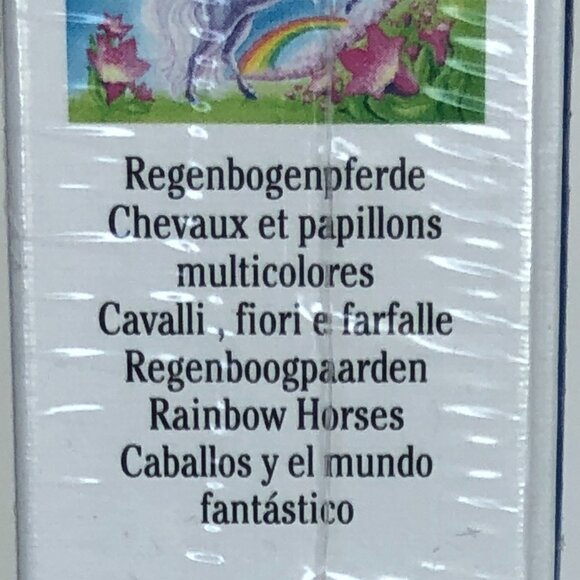 Regenbogenpferde
Chevaux et papillons
multicolores
Cavalli , fiori e farfalle
Regenboogpaarden
Rainbow Horses
Caballos y el mundo
fantástico